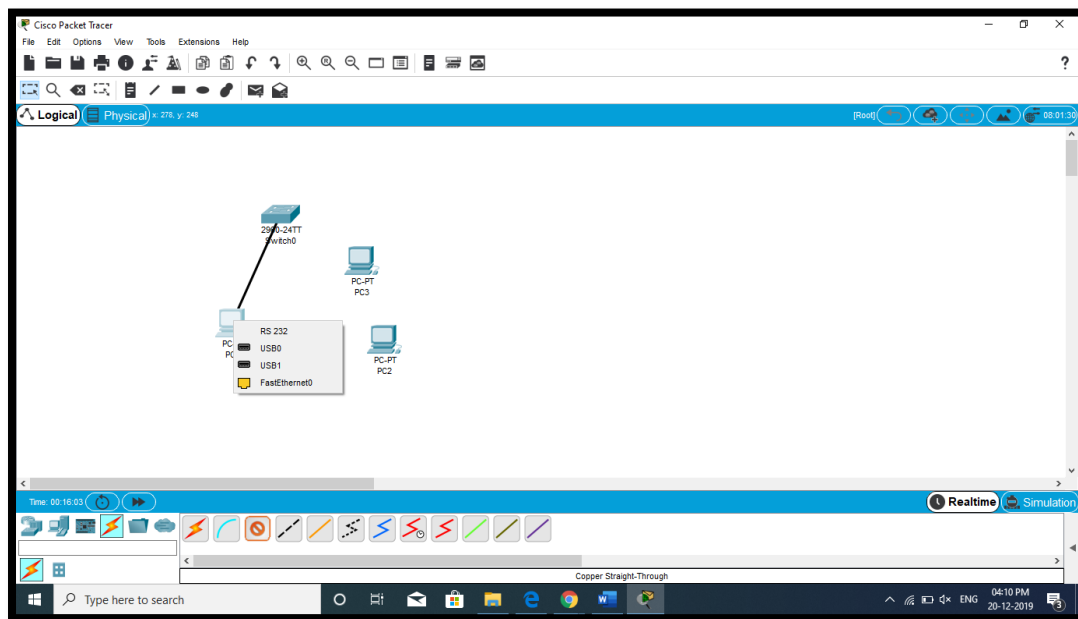 Cisco Packet Tracer
File Edit Options View Tools Extensions Help
?
Logical Physical x: 278, y: 248 [Root] 08:01:30
2960-24TT
Switch0
PC-PT
PC3
RS 232
USB0
USB1
FastEthernet0
PC-PT
PC2
Time: 00:16:03 Realtime Simulation
Copper Straight-Through
Type here to search
ENG 04:10 PM
20-12-2019
3